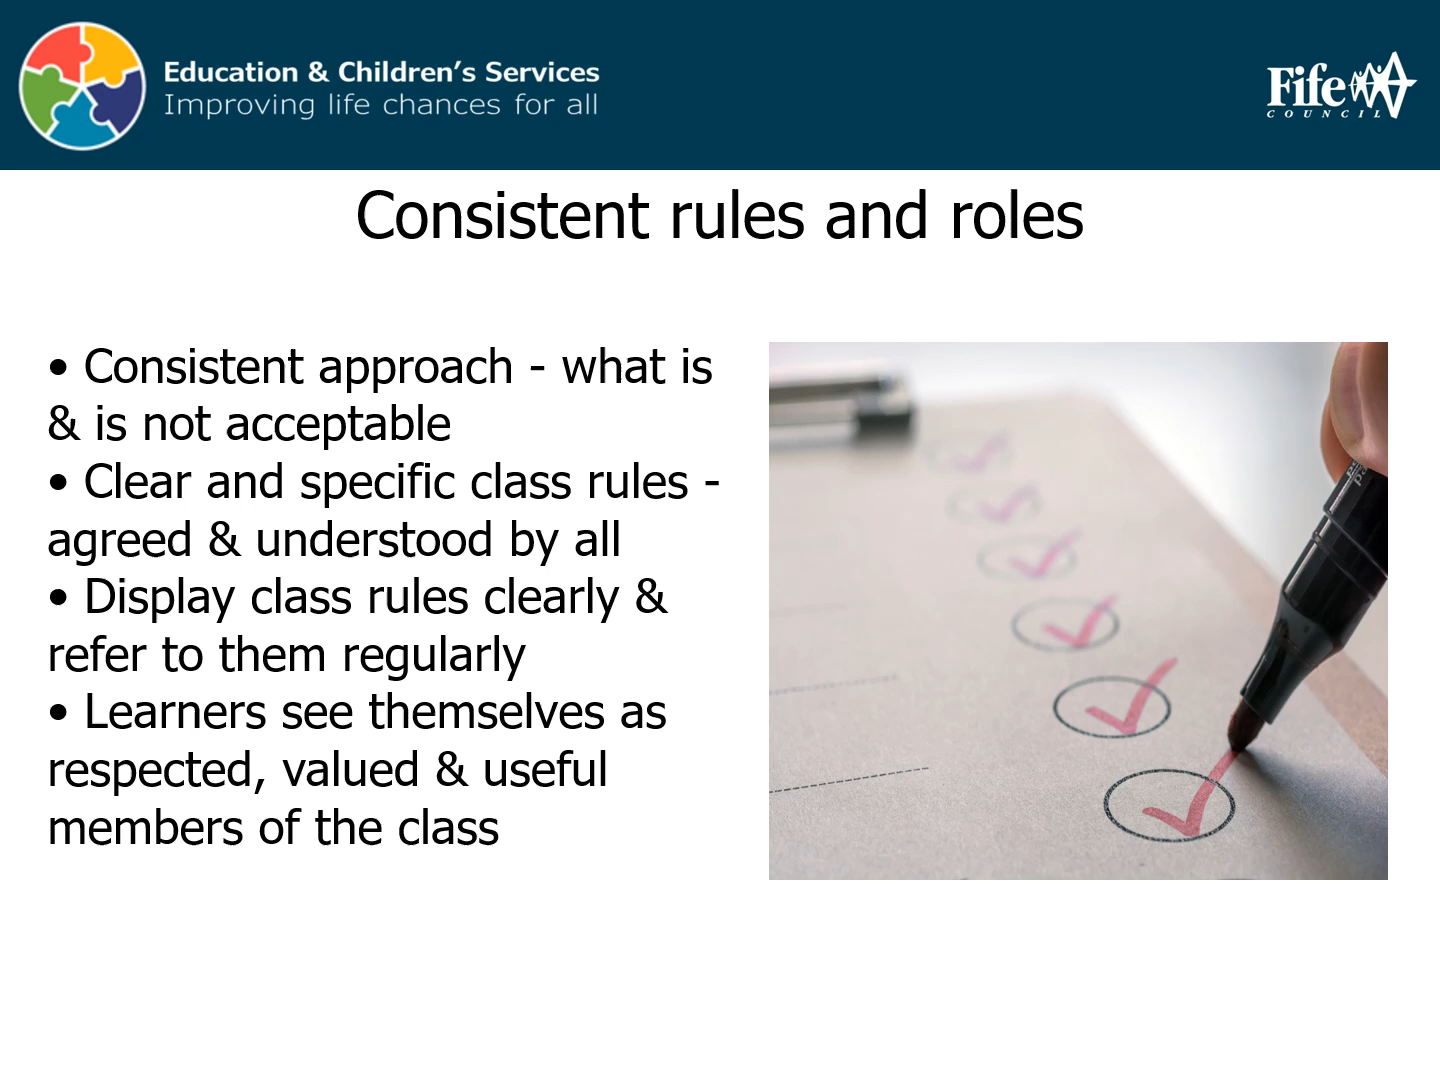 Education & Children's Services
Improving life chances for all
Fife
COUNCIL
Consistent rules and roles
• Consistent approach - what is
& is not acceptable
• Clear and specific class rules -
agreed & understood by all
• Display class rules clearly &
refer to them regularly
• Learners see themselves as
respected, valued & useful
members of the class